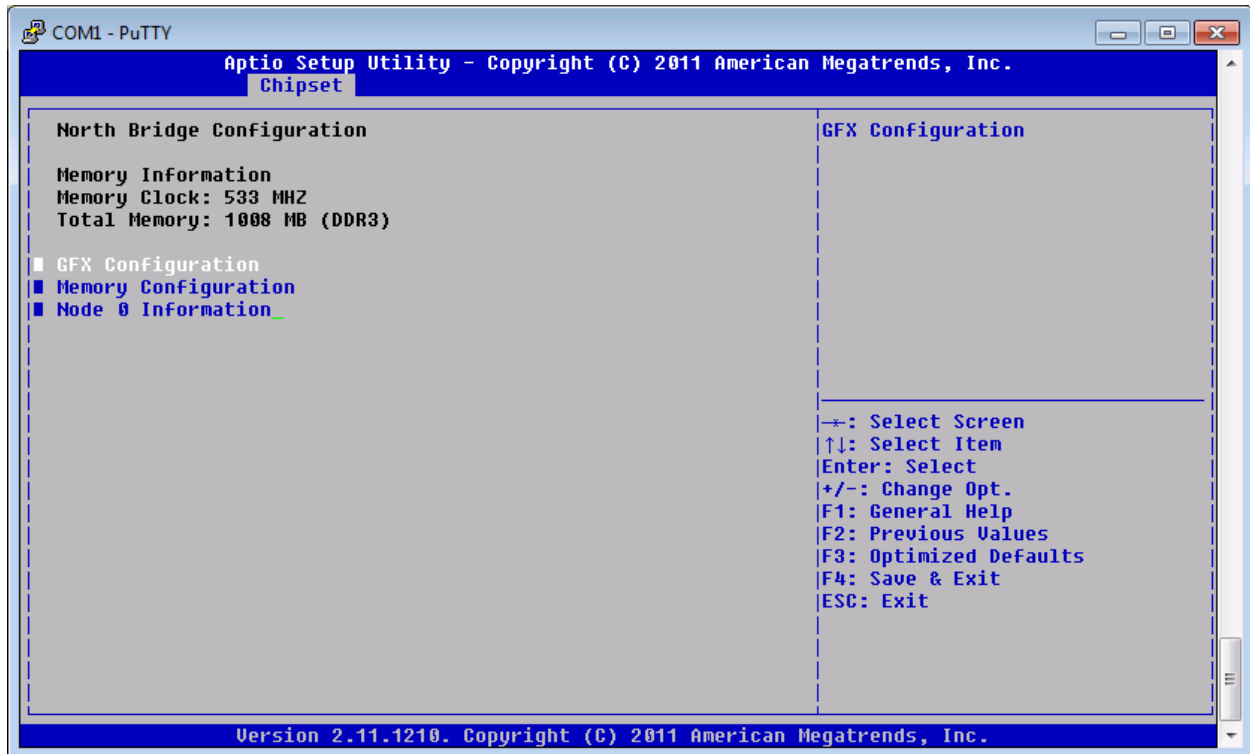 COM1 - PuTTY
Aptio Setup Utility - Copyright (C) 2011 American Megatrends, Inc.
Chipset
North Bridge Configuration
Memory Information
Memory Clock: 533 MHZ
Total Memory: 1008 MB (DDR3)
GFX Configuration
Memory Configuration
Node 0 Information_
GFX Configuration
→←: Select Screen
↑↓: Select Item
Enter: Select
+/-: Change Opt.
F1: General Help
F2: Previous Values
F3: Optimized Defaults
F4: Save & Exit
ESC: Exit
Version 2.11.1210. Copyright (C) 2011 American Megatrends, Inc.